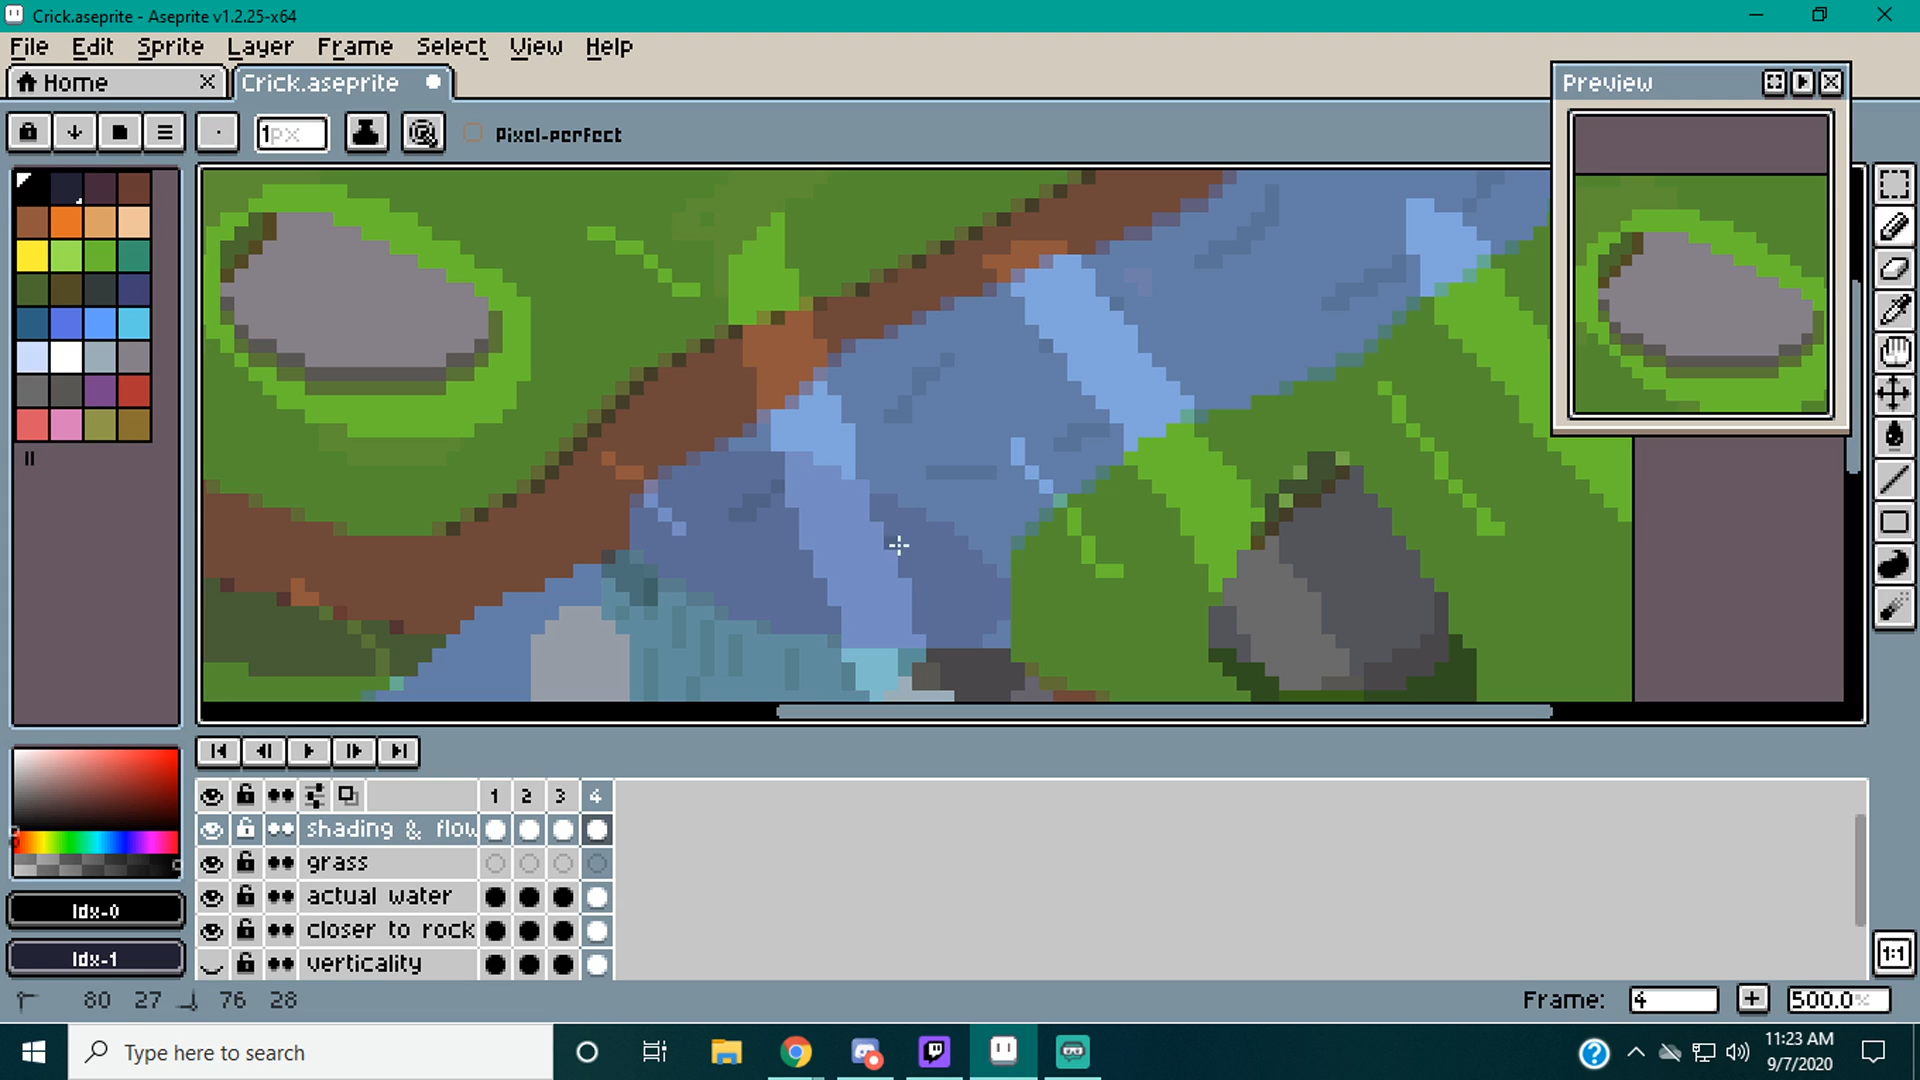 Crick.aseprite - Aseprite v1.2.25-x64
File Edit Sprite Layer Frame Select View Help
Home Crick.aseprite
Preview
1px Pixel-perfect
1 2 3 4
shading & flow
grass
actual water
closer to rock
verticality
Idx-0
Idx-1
80 27 76 28
Frame: 4 + 500.0%
1:1
Type here to search
11:23 AM
9/7/2020